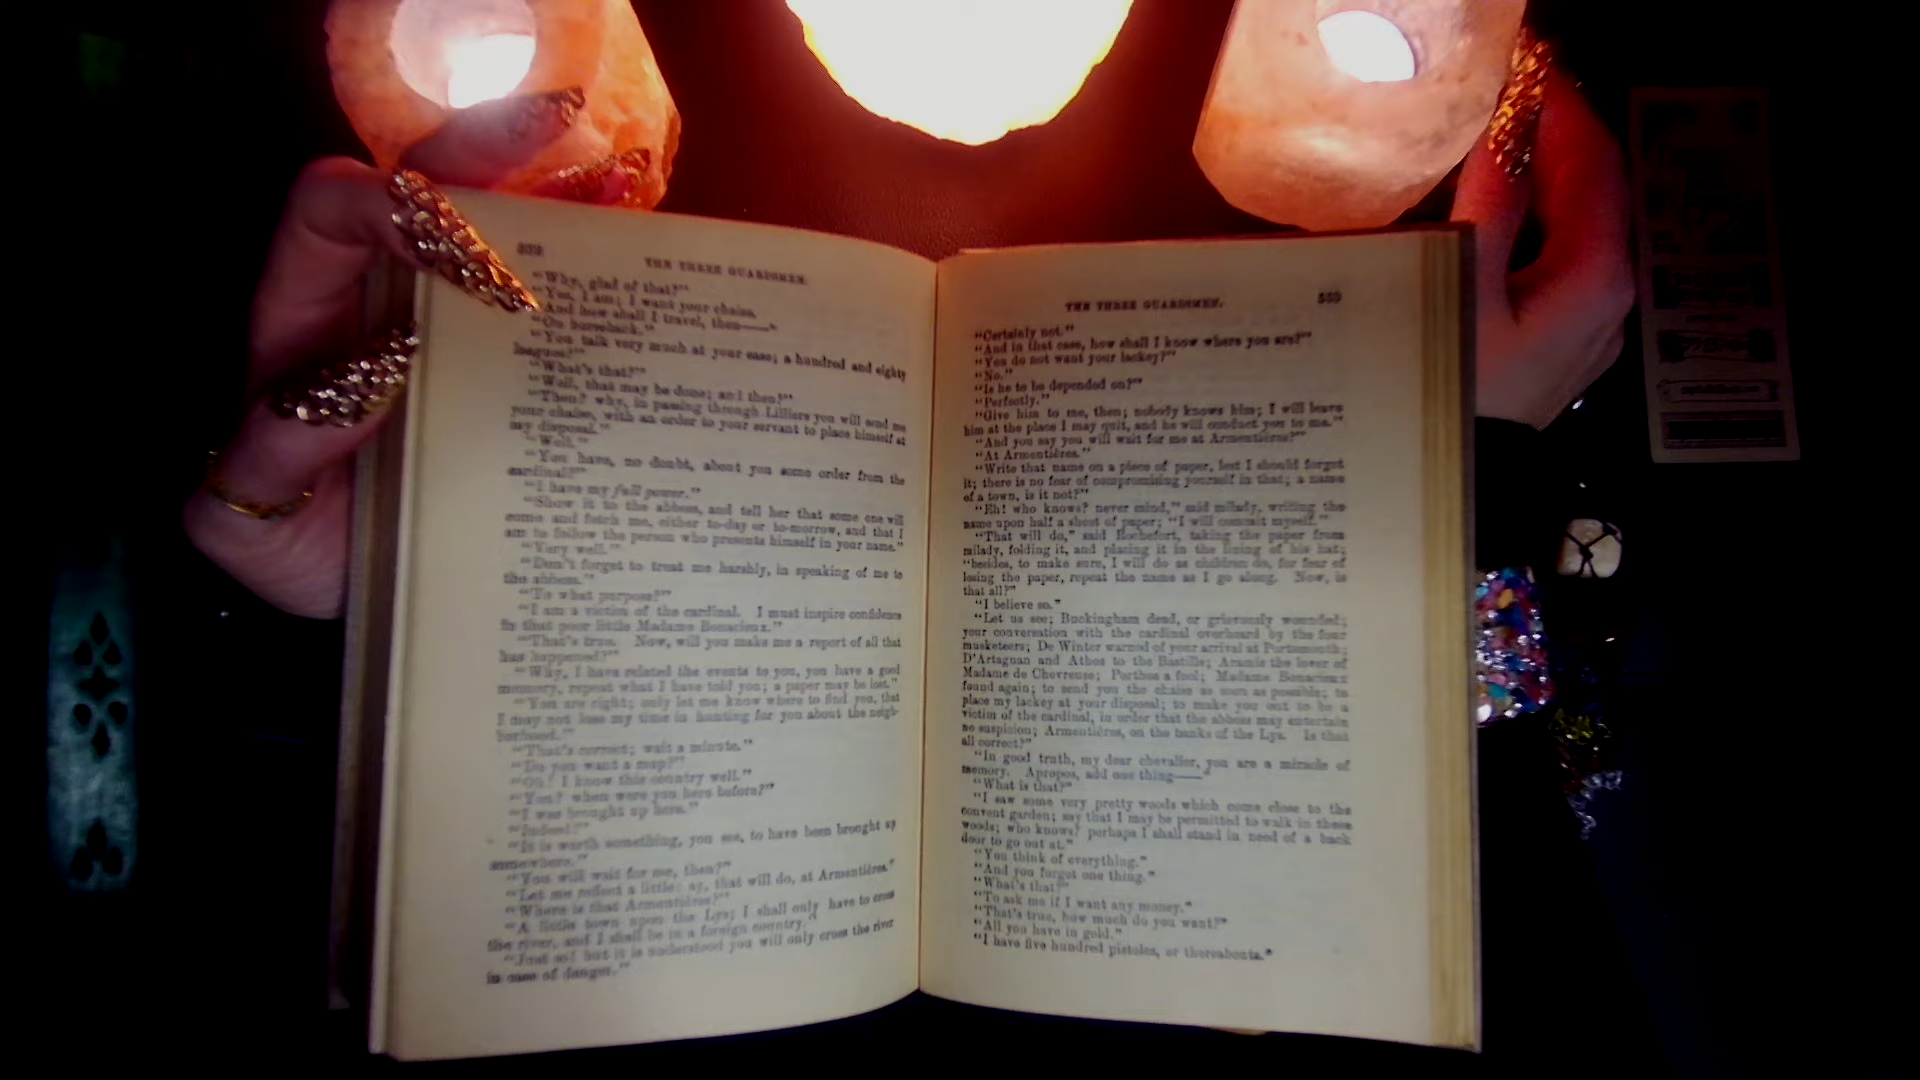 THE THREE GUARDSMEN.
"Why, glad of that?"
"Yes, I am; I want your chaise.
"And how shall I travel, then——"
"On horseback."
"You talk very much at your ease; a hundred and eighty
leagues!"
"What's that?"
"Well, that may be done; and then?"
"Then? why, in passing through Lilliers you will send me
your chaise, with an order to your servant to place himself at
my disposal."
"Well."
"You have, no doubt, about you some order from the
cardinal?"
"I have my full power."
"Show it to the abbess, and tell her that some one will
come and fetch me, either to-day or to-morrow, and that I
am to follow the person who presents himself in your name."
"Very well."
"Don't forget to treat me harshly, in speaking of me to
the abbess."
"To what purpose?"
"I am a victim of the cardinal. I must inspire confidence
in that poor little Madame Bonacieux."
"That's true. Now, will you make me a report of all that
has happened?"
"Why, I have related the events to you, you have a good
memory, repeat what I have told you; a paper may be lost."
"You are right; only let me know where to find you, that
I may not lose my time in hunting for you about the neigh-
borhood."
"That's correct; wait a minute."
"Do you want a map?"
"Oh! I know this country well."
"You? when were you here before?"
"I was brought up here."
"Indeed!"
"It is worth something, you see, to have been brought up
somewhere."
"You will wait for me, then?"
"Let me reflect a little: ay, that will do, at Armentières."
"Where is that Armentières?"
"A little town upon the Lys; I shall only have to cross
the river, and I shall be in a foreign country."
"Just so! but it is understood you will only cross the river
in case of danger."
THE THREE GUARDSMEN. 533
"Certainly not."
"And in that case, how shall I know where you are?"
"You do not want your lackey?"
"No."
"Is he to be depended on?"
"Perfectly."
"Give him to me, then; nobody knows him; I will leave
him at the place I may quit, and he will conduct you to me."
"And you say you will wait for me at Armentières?"
"At Armentières."
"Write that name on a piece of paper, lest I should forget
it; there is no fear of compromising yourself in that; a name
of a town, is it not?"
"Eh! who knows? never mind," said milady, writing the
name upon half a sheet of paper; "I will commit myself."
"That will do," said Rochefort, taking the paper from
milady, folding it, and placing it in the lining of his hat;
"besides, to make sure, I will do as children do, for fear of
losing the paper, repeat the name as I go along. Now, is
that all?"
"I believe so."
"Let us see; Buckingham dead, or grievously wounded;
your conversation with the cardinal overheard by the four
musketeers; De Winter warned of your arrival at Portsmouth;
D'Artagnan and Athos to the Bastille; Aramis the lover of
Madame de Chevreuse; Porthos a fool; Madame Bonacieux
found again; to send you the chaise as soon as possible; to
place my lackey at your disposal; to make you out to be a
victim of the cardinal, in order that the abbess may entertain
no suspicion; Armentières, on the banks of the Lys. Is that
all correct?"
"In good truth, my dear chevalier, you are a miracle of
memory. Apropos, add one thing——"
"What is that?"
"I saw some very pretty woods which come close to the
convent garden; say that I may be permitted to walk in these
woods; who knows? perhaps I shall stand in need of a back
door to go out at."
"You think of everything."
"And you forget one thing."
"What's that?"
"To ask me if I want any money."
"That's true, how much do you want?"
"All you have in gold."
"I have five hundred pistoles, or thereabouts."